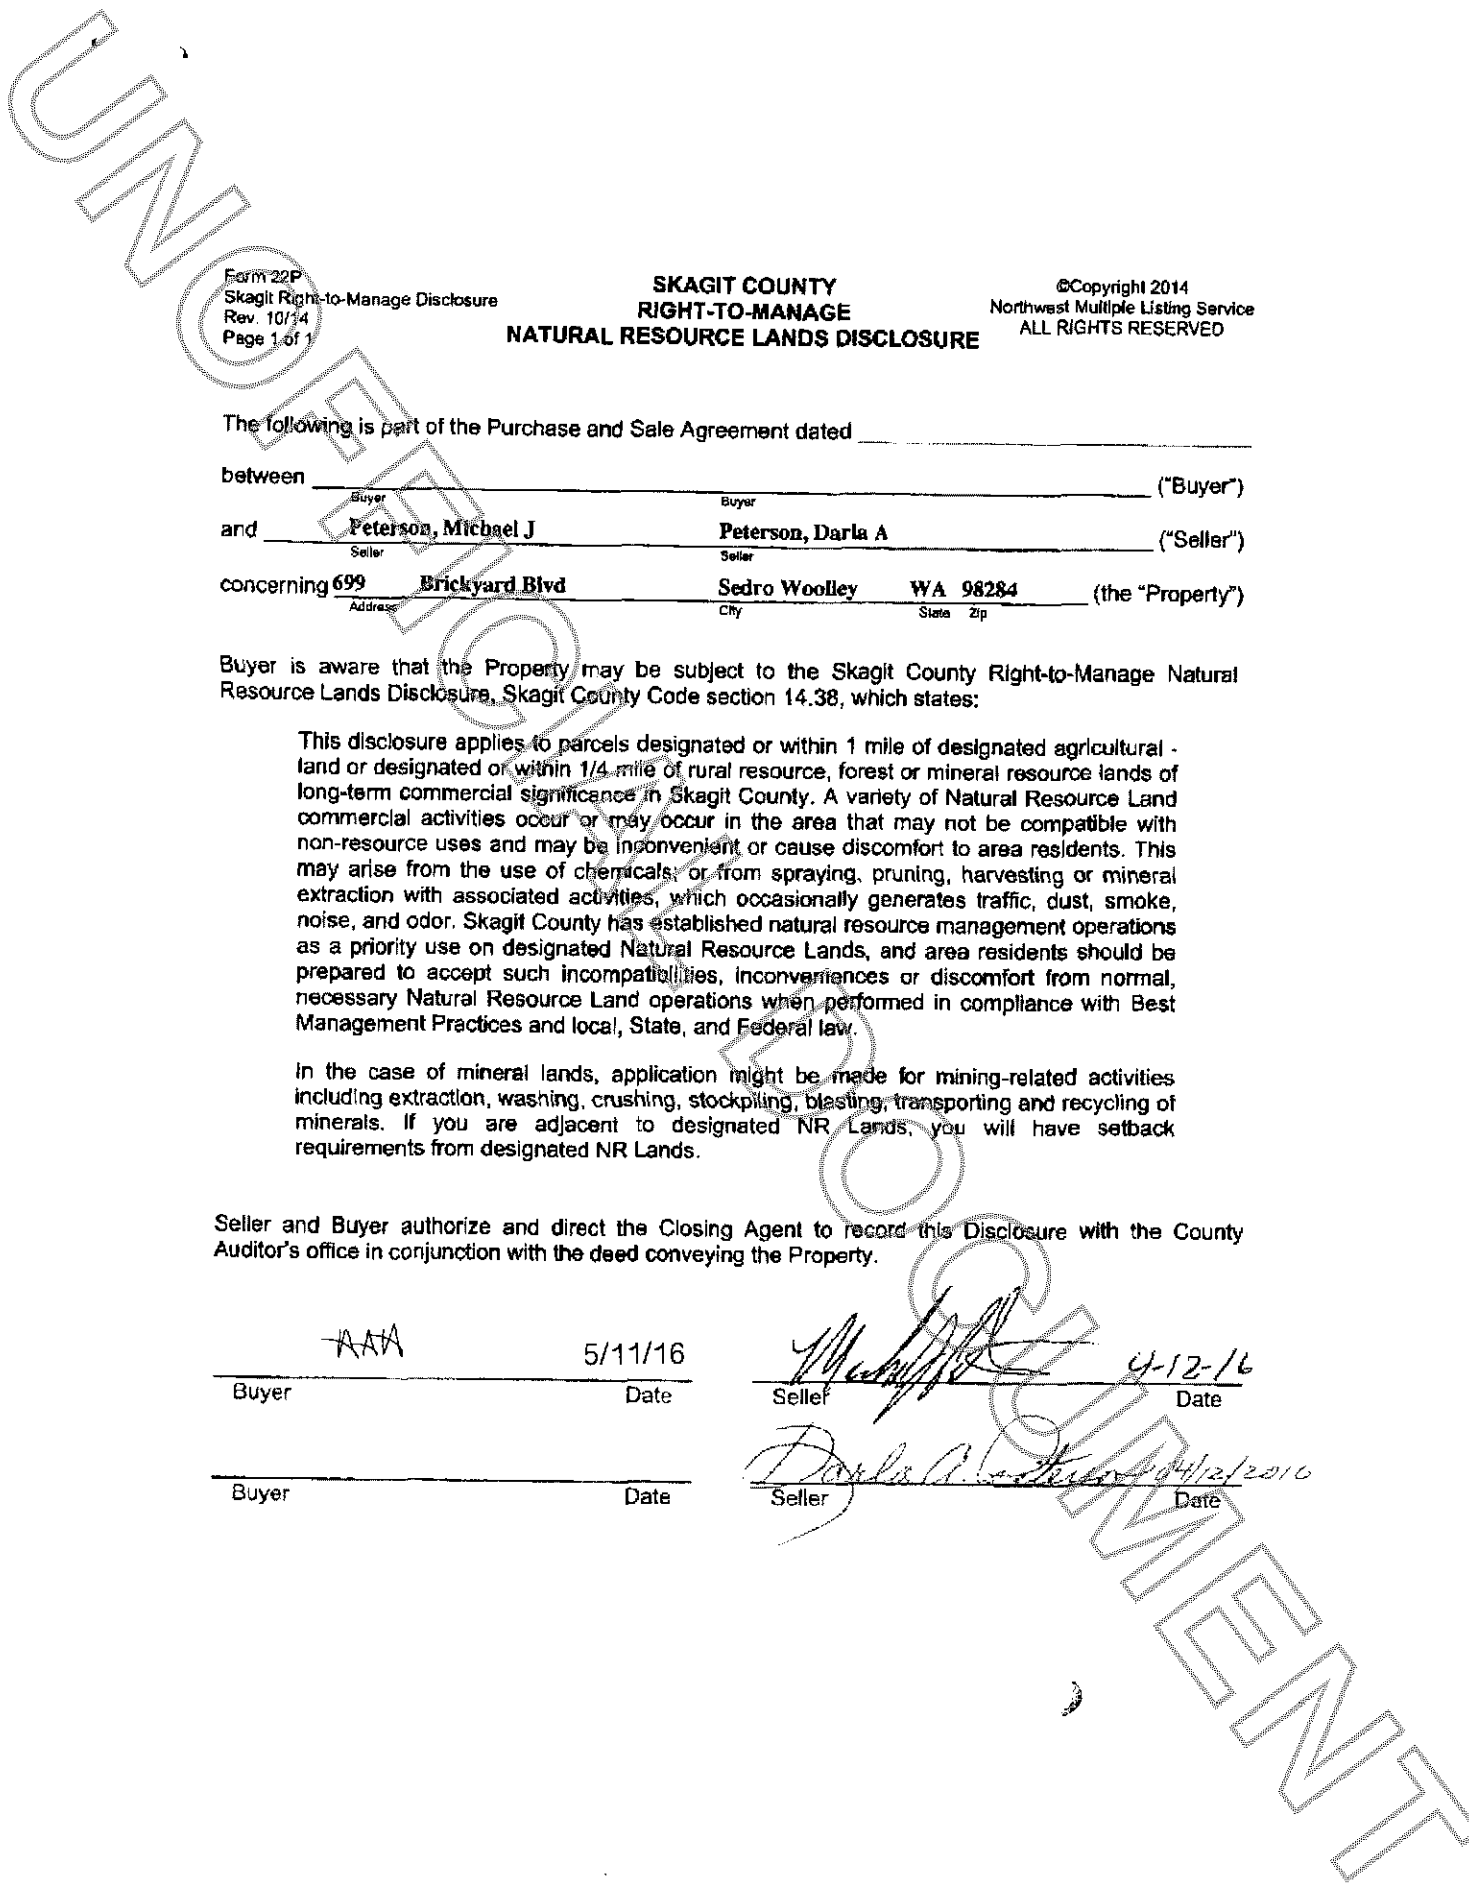 Form 22P
Skagit Right-to-Manage Disclosure
Rev. 10/14
Page 1 of 1
SKAGIT COUNTY
RIGHT-TO-MANAGE
NATURAL RESOURCE LANDS DISCLOSURE
©Copyright 2014
Northwest Multiple Listing Service
ALL RIGHTS RESERVED
The following is part of the Purchase and Sale Agreement dated
between ("Buyer")
Buyer Buyer
and Peterson, Michael J Peterson, Darla A ("Seller")
Seller Seller
concerning 699 Brickyard Blvd Sedro Woolley WA 98284 (the "Property")
Address City State Zip
Buyer is aware that the Property may be subject to the Skagit County Right-to-Manage Natural
Resource Lands Disclosure, Skagit County Code section 14.38, which states:
This disclosure applies to parcels designated or within 1 mile of designated agricultural -
land or designated or within 1/4 mile of rural resource, forest or mineral resource lands of
long-term commercial significance in Skagit County. A variety of Natural Resource Land
commercial activities occur or may occur in the area that may not be compatible with
non-resource uses and may be inconvenient or cause discomfort to area residents. This
may arise from the use of chemicals; or from spraying, pruning, harvesting or mineral
extraction with associated activities, which occasionally generates traffic, dust, smoke,
noise, and odor. Skagit County has established natural resource management operations
as a priority use on designated Natural Resource Lands, and area residents should be
prepared to accept such incompatibilities, inconveniences or discomfort from normal,
necessary Natural Resource Land operations when performed in compliance with Best
Management Practices and local, State, and Federal law.
In the case of mineral lands, application might be made for mining-related activities
including extraction, washing, crushing, stockpiling, blasting, transporting and recycling of
minerals. If you are adjacent to designated NR Lands, you will have setback
requirements from designated NR Lands.
Seller and Buyer authorize and direct the Closing Agent to record this Disclosure with the County
Auditor's office in conjunction with the deed conveying the Property.
5/11/16 4-12-16
Buyer Date Seller Date
Darla A. Peterson 04/12/2016
Buyer Date Seller Date
UNOFFICIAL DOCUMENT